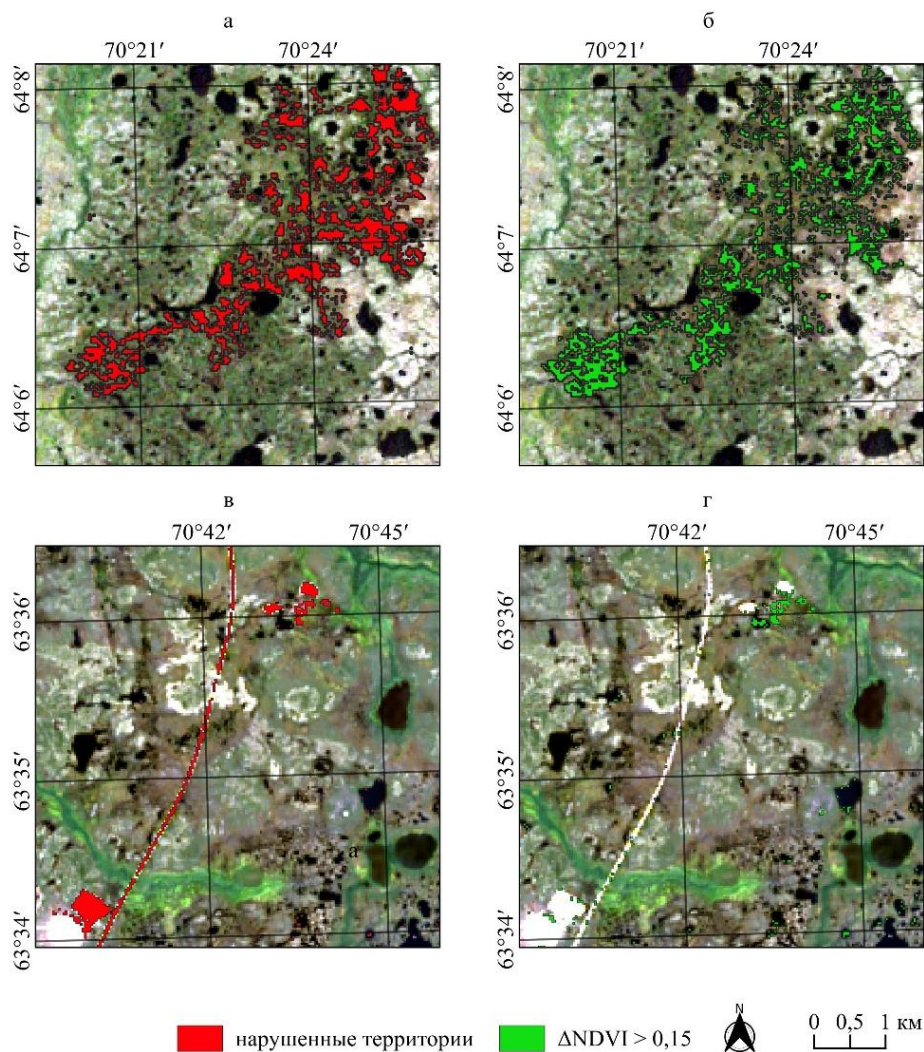 а
б
70°21′ 70°24′
70°21′ 70°24′
64°8′
64°7′
64°6′
64°8′
64°7′
64°6′
в
г
70°42′ 70°45′
70°42′ 70°45′
63°36′
63°35′
63°34′
а
63°36′
63°35′
63°34′
нарушенные территории
ΔNDVI > 0,15
N
0 0,5 1 км